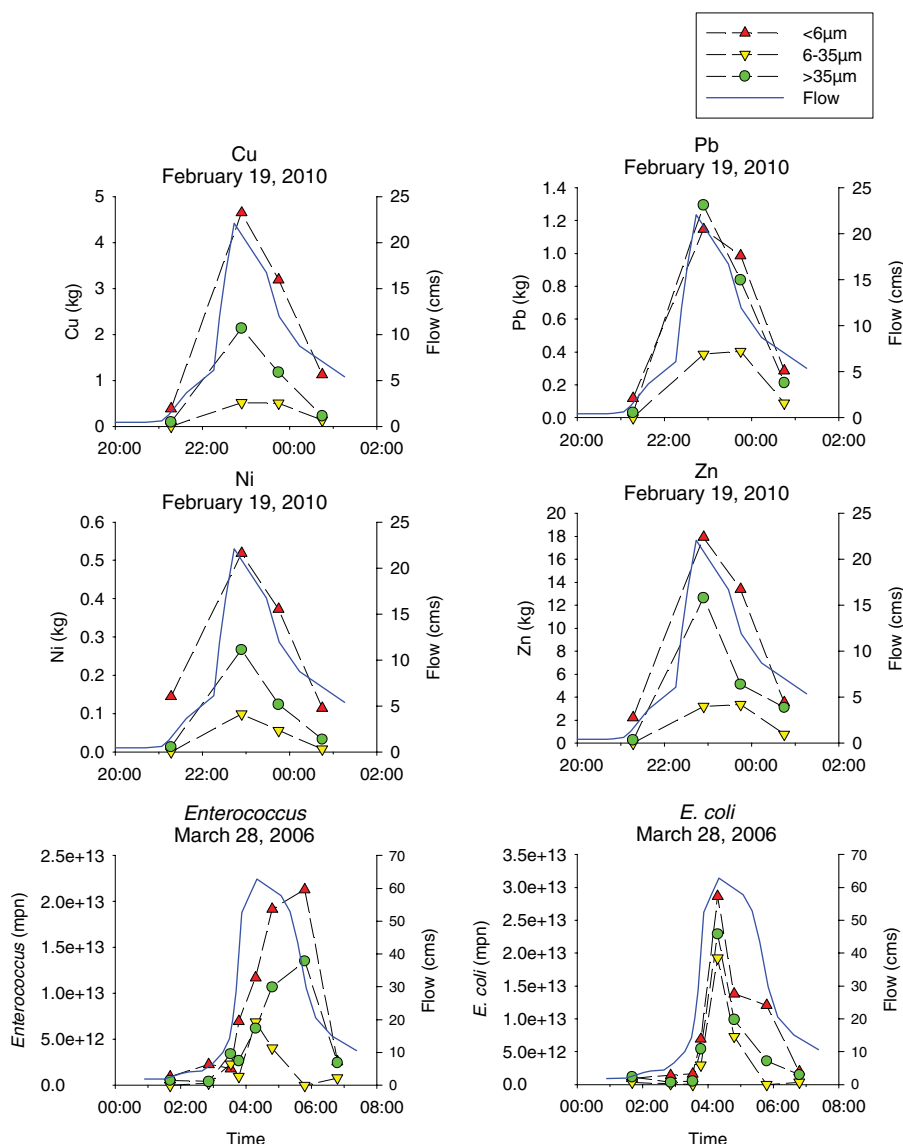 <6µm
6-35µm
>35µm
Flow
Cu
February 19, 2010
5
4
3
2
1
0
Cu (kg)
25
20
15
10
5
0
Flow (cms)
20:00 22:00 00:00 02:00
Pb
February 19, 2010
1.4
1.2
1.0
0.8
0.6
0.4
0.2
0.0
Pb (kg)
25
20
15
10
5
0
Flow (cms)
20:00 22:00 00:00 02:00
Ni
February 19, 2010
0.6
0.5
0.4
0.3
0.2
0.1
0.0
Ni (kg)
25
20
15
10
5
0
Flow (cms)
20:00 22:00 00:00 02:00
Zn
February 19, 2010
20
18
16
14
12
10
8
6
4
2
0
Zn (kg)
25
20
15
10
5
0
Flow (cms)
20:00 22:00 00:00 02:00
Enterococcus
March 28, 2006
2.5e+13
2.0e+13
1.5e+13
1.0e+13
5.0e+12
0.0
Enterococcus (mpn)
70
60
50
40
30
20
10
0
Flow (cms)
00:00 02:00 04:00 06:00 08:00
Time
E. coli
March 28, 2006
3.5e+13
3.0e+13
2.5e+13
2.0e+13
1.5e+13
1.0e+13
5.0e+12
0.0
E. coli (mpn)
70
60
50
40
30
20
10
0
Flow (cms)
00:00 02:00 04:00 06:00 08:00
Time